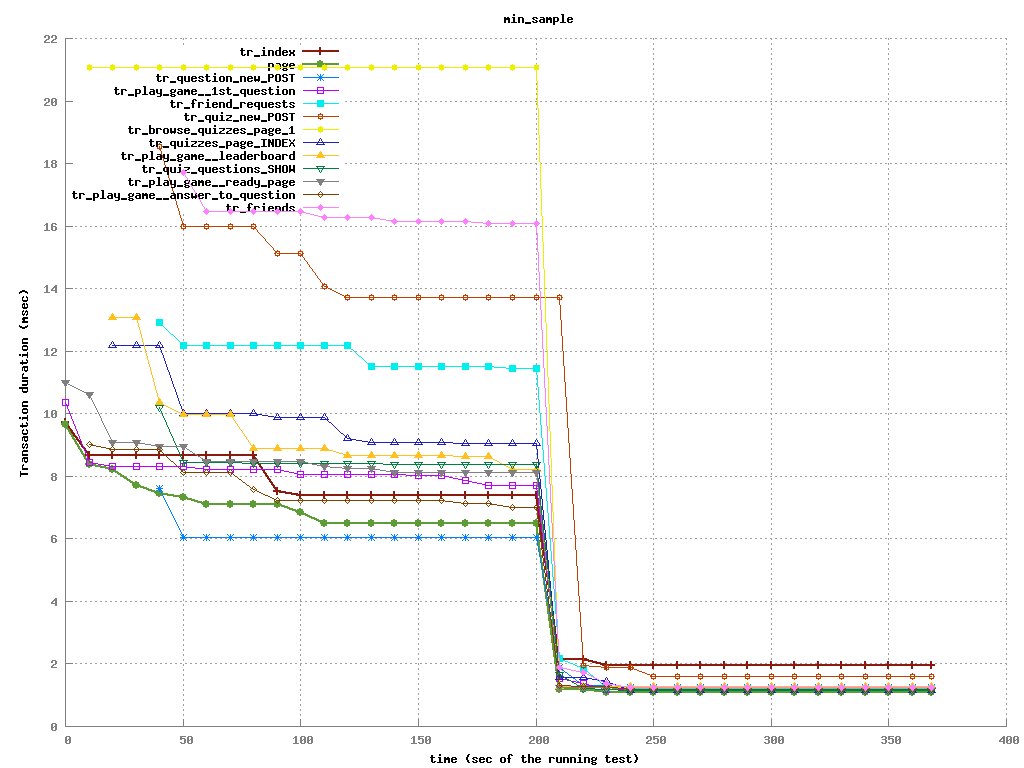 min_sample
Transaction duration (msec)
22
20
18
16
14
12
10
8
6
4
2
0
tr_index
page
tr_question_new_POST
tr_play_game__1st_question
tr_friend_requests
tr_quiz_new_POST
tr_browse_quizzes_page_1
tr_quizzes_page_INDEX
tr_play_game__leaderboard
tr_quiz_questions_SHOW
tr_play_game__ready_page
tr_play_game__answer_to_question
tr_friends
0 50 100 150 200 250 300 350 400
time (sec of the running test)